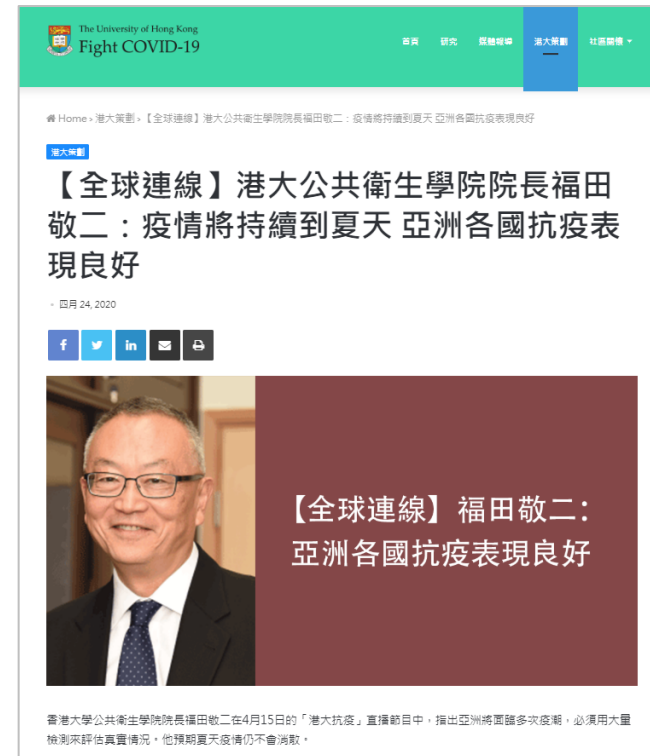 The University of Hong Kong
Fight COVID-19
首頁 研究 媒體報導 港大策劃 社區關懷
Home » 港大策劃 » 【全球連線】港大公共衛生學院院長福田敬二：疫情將持續到夏天 亞洲各國抗疫表現良好
港大策劃
【全球連線】港大公共衛生學院院長福田
敬二：疫情將持續到夏天 亞洲各國抗疫表
現良好
四月 24, 2020
【全球連線】福田敬二：
亞洲各國抗疫表現良好
香港大學公共衛生學院院長福田敬二在4月15日的「港大抗疫」直播節目中，指出亞洲將面臨多次疫潮，必須用大量
檢測來評估真實情況。他預期夏天疫情仍不會消散。